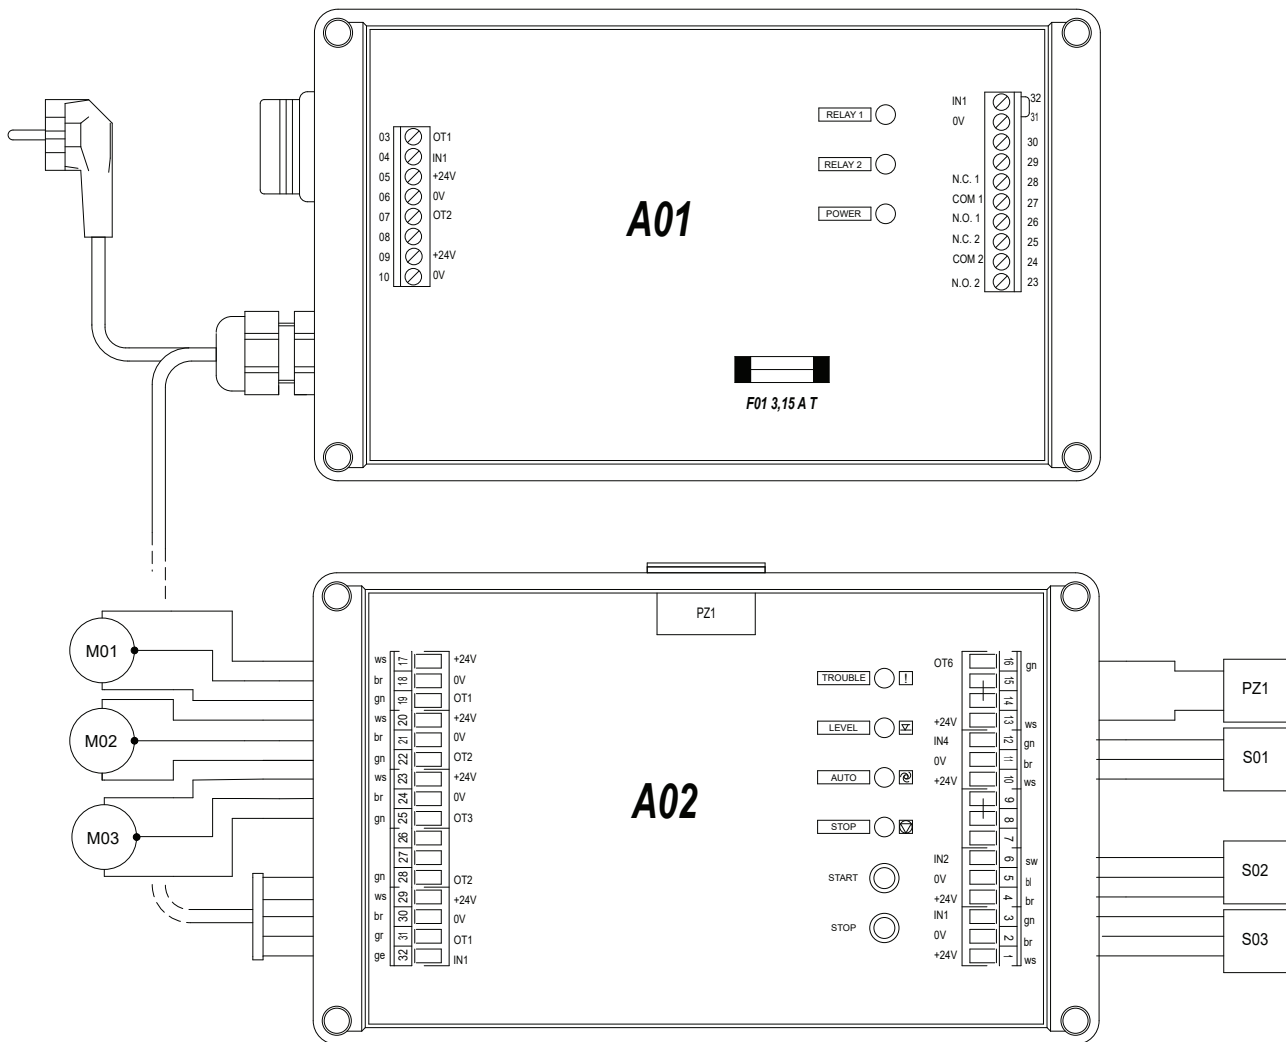 IN1 32
0V 31
30
29
N.C. 1 28
COM 1 27
N.O. 1 26
N.C. 2 25
COM 2 24
N.O. 2 23
RELAY 1
RELAY 2
POWER
03 OT1
04 IN1
05 +24V
06 0V
07 OT2
08
09 +24V
10 0V
A01
F01 3,15 A T
PZ1
M01
M02
M03
ws 17 +24V
br 18 0V
gn 19 OT1
ws 20 +24V
br 21 0V
gn 22 OT2
ws 23 +24V
br 24 0V
gn 25 OT3
26
27
gn 28 OT2
ws 29 +24V
br 30 0V
gr 31 OT1
ge 32 IN1
A02
TROUBLE !
LEVEL
AUTO
STOP
START
STOP
OT6 16 gn
15
14
+24V 13 ws
IN4 12 gn
0V 11 br
+24V 10 ws
9
8
7
IN2 6 sw
0V 5 bl
+24V 4 br
IN1 3 gn
0V 2 br
+24V 1 ws
PZ1
S01
S02
S03